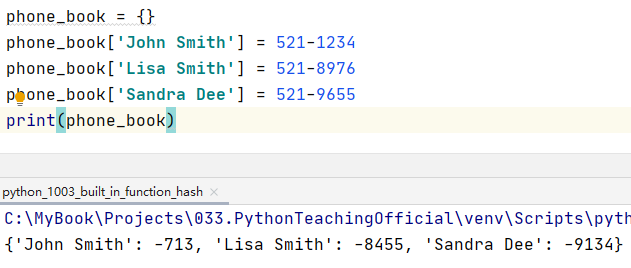 phone_book = {}
phone_book['John Smith'] = 521-1234
phone_book['Lisa Smith'] = 521-8976
phone_book['Sandra Dee'] = 521-9655
print(phone_book)
python_1003_built_in_function_hash ×
C:\MyBook\Projects\033.PythonTeachingOfficial\venv\Scripts\pyth
{'John Smith': -713, 'Lisa Smith': -8455, 'Sandra Dee': -9134}